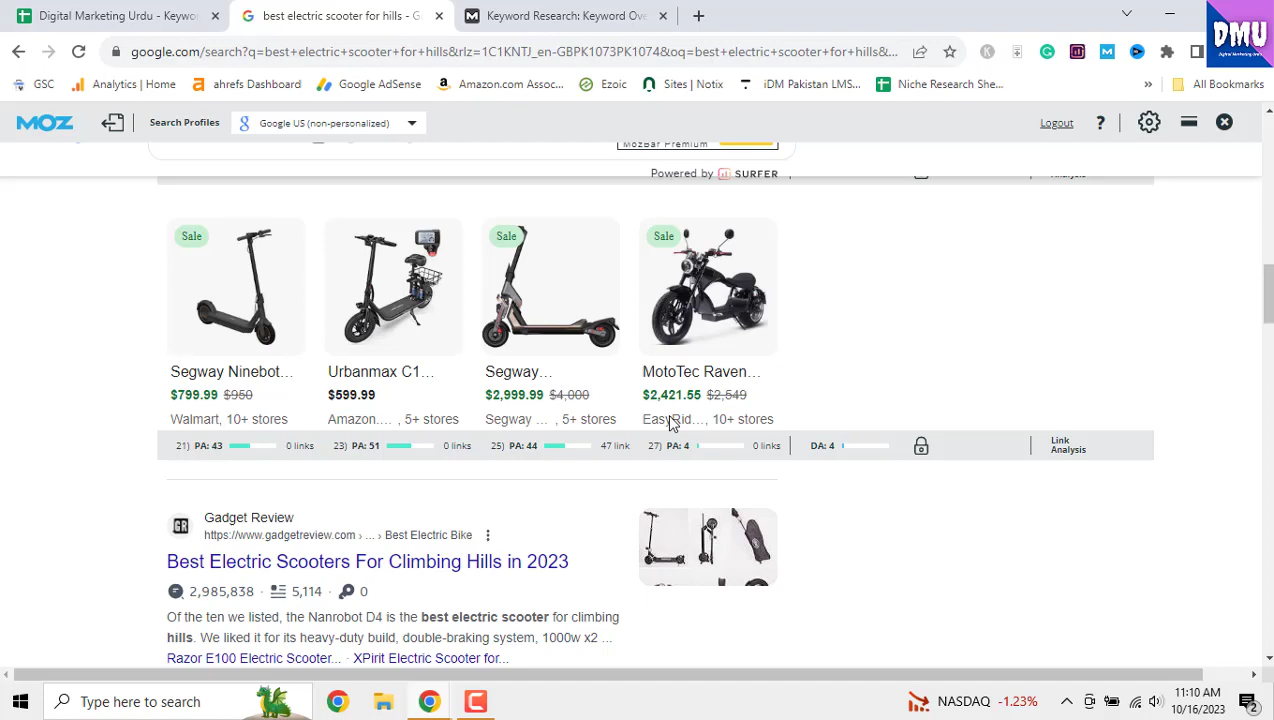 Digital Marketing Urdu - Keywor
best electric scooter for hills - G
Keyword Research: Keyword Ov
DMU
Digital Marketing Urdu
google.com/search?q=best+electric+scooter+for+hills&rlz=1C1KNTJ_en-GBPK1073PK1074&oq=best+electric+scooter+for+hills&...
GSC
Analytics | Home
ahrefs Dashboard
Google AdSense
Amazon.com Assoc...
Ezoic
Sites | Notix
iDM Pakistan LMS...
Niche Research She...
»
All Bookmarks
MOZ
Search Profiles
Google US (non-personalized)
Logout
?
MozBar Premium
Powered by SURFER
Analysis
Sale
Sale
Sale
Segway Ninebot...
Urbanmax C1...
Segway...
MotoTec Raven...
$799.99 $950
$599.99
$2,999.99 $4,000
$2,421.55 $2,549
Walmart, 10+ stores
Amazon.... , 5+ stores
Segway ... , 5+ stores
EasyRid..., 10+ stores
21) PA: 43 0 links
23) PA: 51 0 links
25) PA: 44 47 link
27) PA: 4 0 links
DA: 4
Link
Analysis
Gadget Review
https://www.gadgetreview.com › ... › Best Electric Bike
Best Electric Scooters For Climbing Hills in 2023
2,985,838 · 5,114 · 0
Of the ten we listed, the Nanrobot D4 is the best electric scooter for climbing
hills. We liked it for its heavy-duty build, double-braking system, 1000w x2 ...
Razor E100 Electric Scooter... · XPirit Electric Scooter for...
Type here to search
NASDAQ -1.23%
11:10 AM
10/16/2023
2